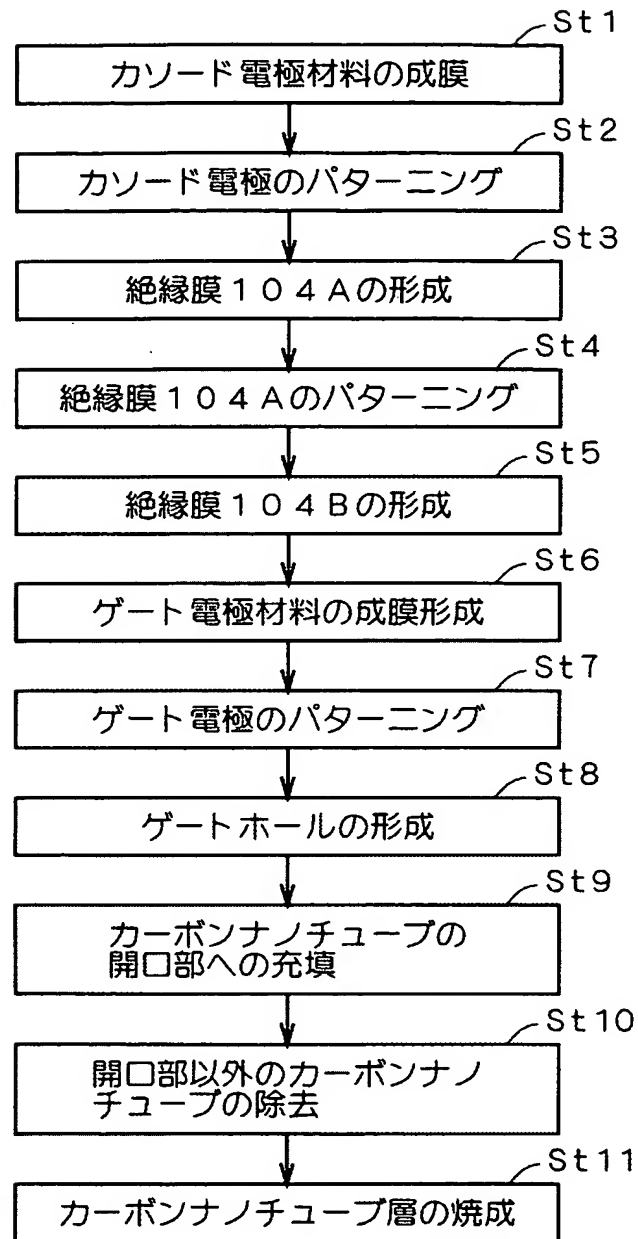 St1
カソード電極材料の成膜
St2
カソード電極のパターニング
St3
絶縁膜１０４Aの形成
St4
絶縁膜１０４Aのパターニング
St5
絶縁膜１０４Bの形成
St6
ゲート電極材料の成膜形成
St7
ゲート電極のパターニング
St8
ゲートホールの形成
St9
カーボンナノチューブの
開口部への充填
St10
開口部以外のカーボンナノ
チューブの除去
St11
カーボンナノチューブ層の焼成